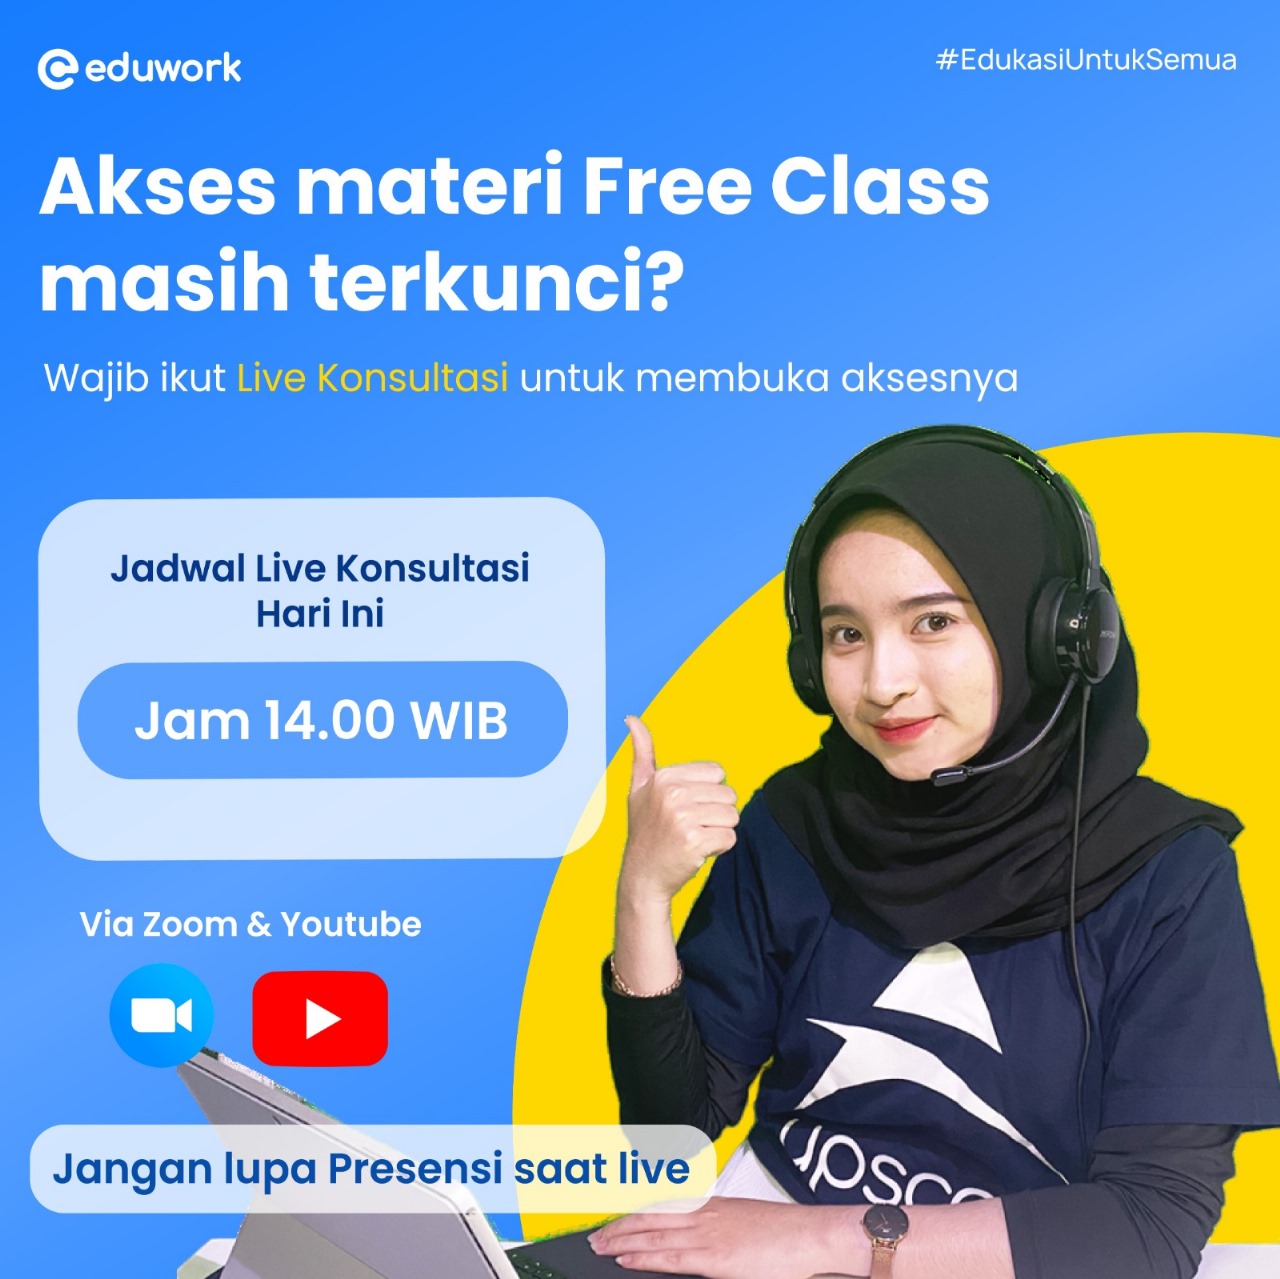 eduwork
#EdukasiUntukSemua
Akses materi Free Class
masih terkunci?
Wajib ikut Live Konsultasi untuk membuka aksesnya
Jadwal Live Konsultasi
Hari Ini
Jam 14.00 WIB
Via Zoom & Youtube
Jangan lupa Presensi saat live